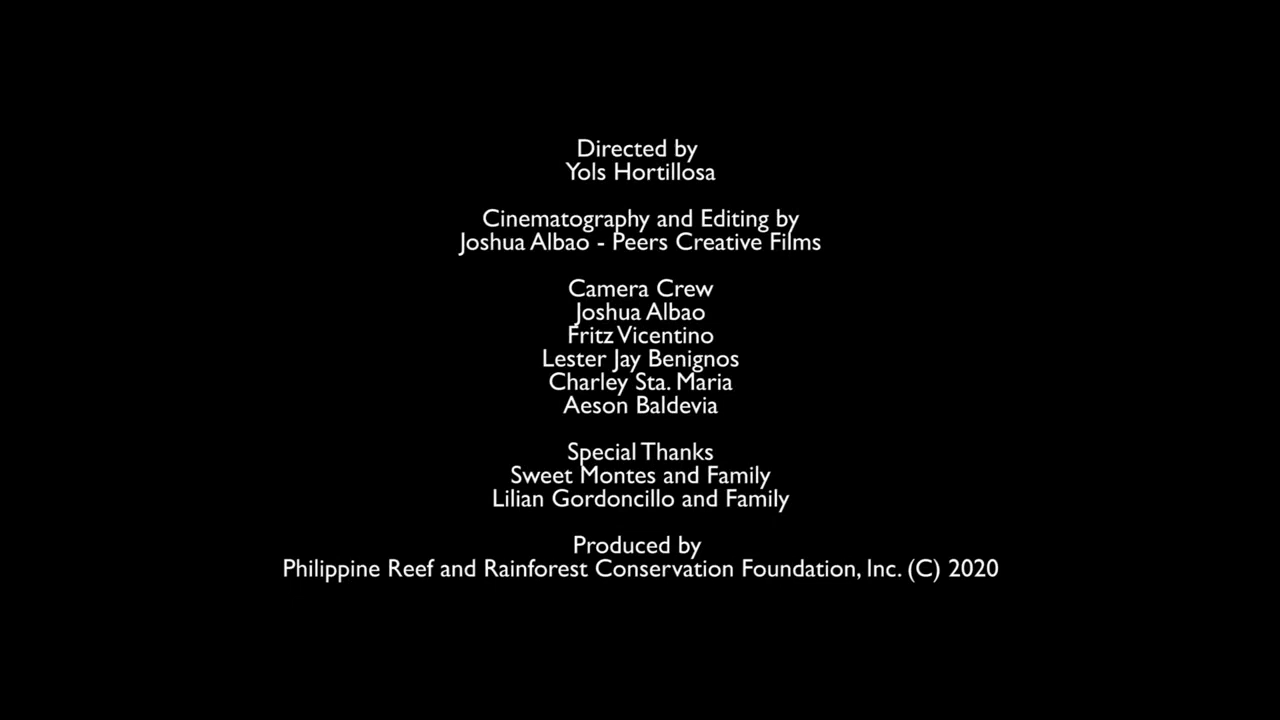 Directed by
Yols Hortillosa
Cinematography and Editing by
Joshua Albao - Peers Creative Films
Camera Crew
Joshua Albao
Fritz Vicentino
Lester Jay Benignos
Charley Sta. Maria
Aeson Baldevia
Special Thanks
Sweet Montes and Family
Lilian Gordoncillo and Family
Produced by
Philippine Reef and Rainforest Conservation Foundation, Inc. (C) 2020